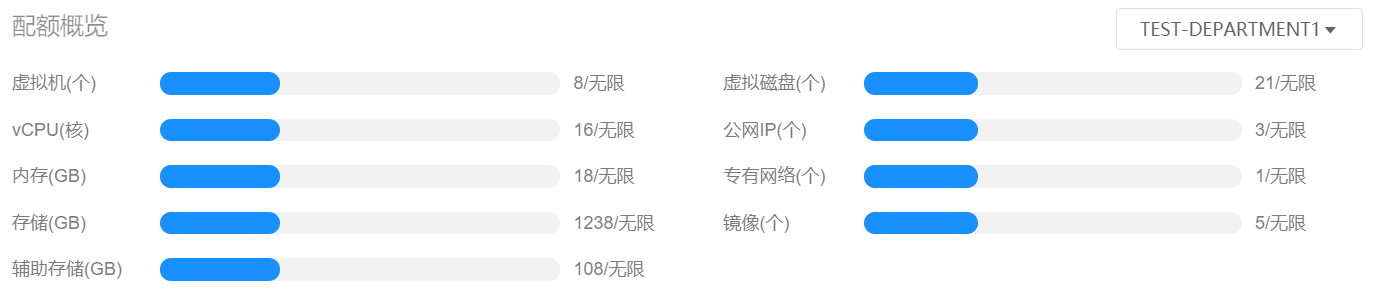 配额概览
TEST-DEPARTMENT1
虚拟机(个) 8/无限 虚拟磁盘(个) 21/无限
vCPU(核) 16/无限 公网IP(个) 3/无限
内存(GB) 18/无限 专有网络(个) 1/无限
存储(GB) 1238/无限 镜像(个) 5/无限
辅助存储(GB) 108/无限